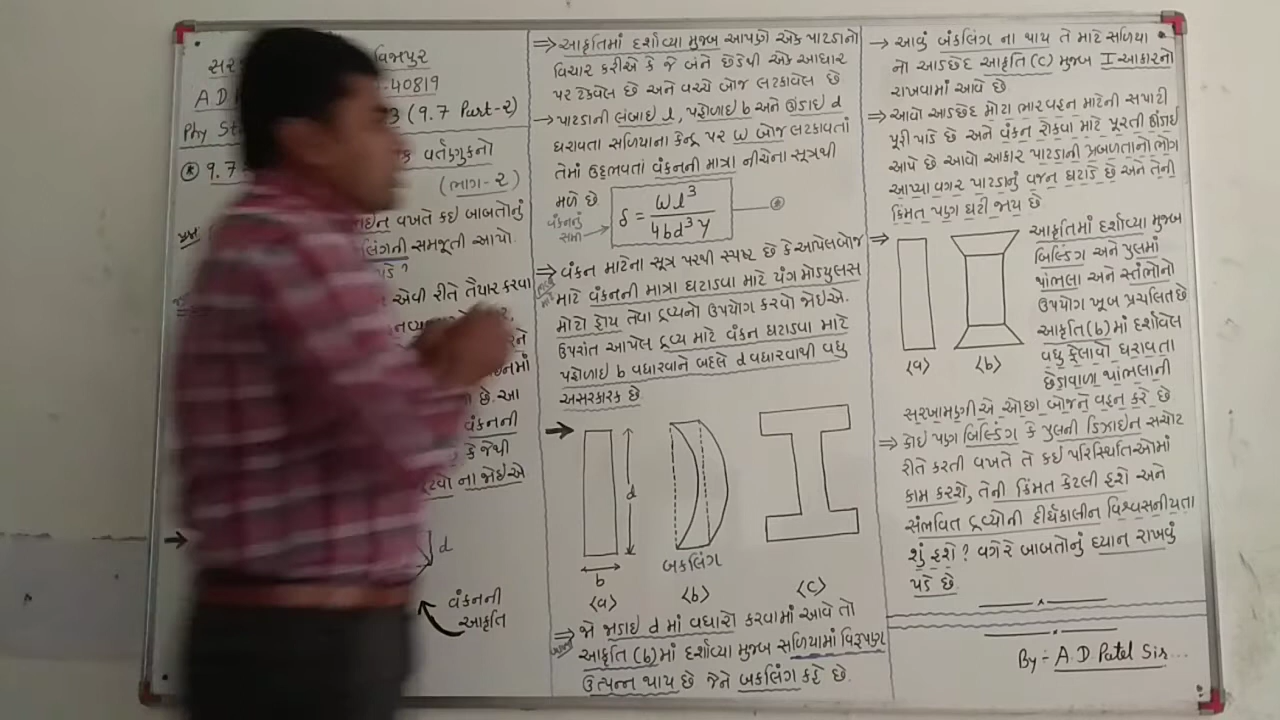 વિજાપુર
40819
A D
(9.7 Part-2)
Phy St
9.7
વર્તણુકનો
(ભાગ-૨)
વખતે કઈ બાબતોનું
સમજૂતી આપો.
એવી રીતે તૈયાર કરવા
છે. આ
વંકનની
કે જેથી
ના જોઈએ
d
વંકનની
આકૃતિ
⇒ આકૃતિમાં દર્શાવ્યા મુજબ આપણે એક પાટડાનો
વિચાર કરીએ કે જે બંને છેડેથી એક આધાર
પર ટેકવેલ છે અને વચ્ચે બોજ લટકાવેલ છે
→ પાટડાની લંબાઈ l, પહોળાઈ b અને ઊંડાઈ d
ધરાવતા સળિયાના કેન્દ્ર પર W બોજ લટકાવતાં
તેમાં ઉદ્દભવતાં વંકનની માત્રા નીચેના સૂત્રથી
મળે છે
વંકનનું
δ = Wl³ / 4bd³Y
⇒ વંકન માટેના સૂત્ર પરથી સ્પષ્ટ છે કે આપેલબોજ
માટે વંકનની માત્રા ઘટાડવા માટે યંગ મોડ્યુલસ
મોટો હોય તેવા દ્રવ્યનો ઉપયોગ કરવો જોઈએ.
ઉપરાંત આપેલ દ્રવ્ય માટે વંકન ઘટાડવા માટે
પહોળાઈ b વધારવાને બદલે d વધારવાથી વધુ
અસરકારક છે
d
b
બકલિંગ
(a)
(b)
(c)
⇒ જો જાડાઇ d માં વધારો કરવામાં આવે તો
આકૃતિ (b)માં દર્શાવ્યા મુજબ સળિયામાં વિરૂપણ
ઉત્પન્ન થાય છે જેને બકલિંગ કહે છે.
→ આવું બંકલિંગ ના થાય તે માટે સળિયા
નો આડછેદ આકૃતિ (c) મુજબ I આકારનો
રાખવામાં આવે છે
⇒ આવો આડછેદ મોટા ભારવહન માટેની સપાટી
પૂરી પાડે છે અને વંકન રોકવા માટે પૂરતી ઊંડાઈ
આપે છે આવો આકાર પાટડાની પ્રબળતાનો ભોગ
આપ્યા વગર પાટડાનું વજન ઘટાડે છે અને તેની
કિંમત પણ ઘટી જાય છે
⇒
(a)
(b)
આકૃતિમાં દર્શાવ્યા મુજબ
બિલ્ડિંગ અને પુલમાં
થાંભલા અને સ્તંભોનો
ઉપયોગ ખૂબ પ્રચલિત છે
આકૃતિ (b) માં દર્શાવેલ
વધુ ફેલાવો ધરાવતા
છેડાવાળા થાંભલાની
સરખામણીએ ઓછા બોજને વહન કરે છે
⇒ કોઈ પણ બિલ્ડિંગ કે પુલની ડિઝાઇન સચોટ
રીતે કરતી વખતે તે કઈ પરિસ્થિતિઓમાં
કામ કરશે, તેની કિંમત કેટલી હશે અને
સંભવિત દ્રવ્યોની દીર્ઘકાલીન વિશ્વસનીયતા
શું હશે? વગેરે બાબતોનું ધ્યાન રાખવું
પડે છે
By:- A.D Patel Sir...